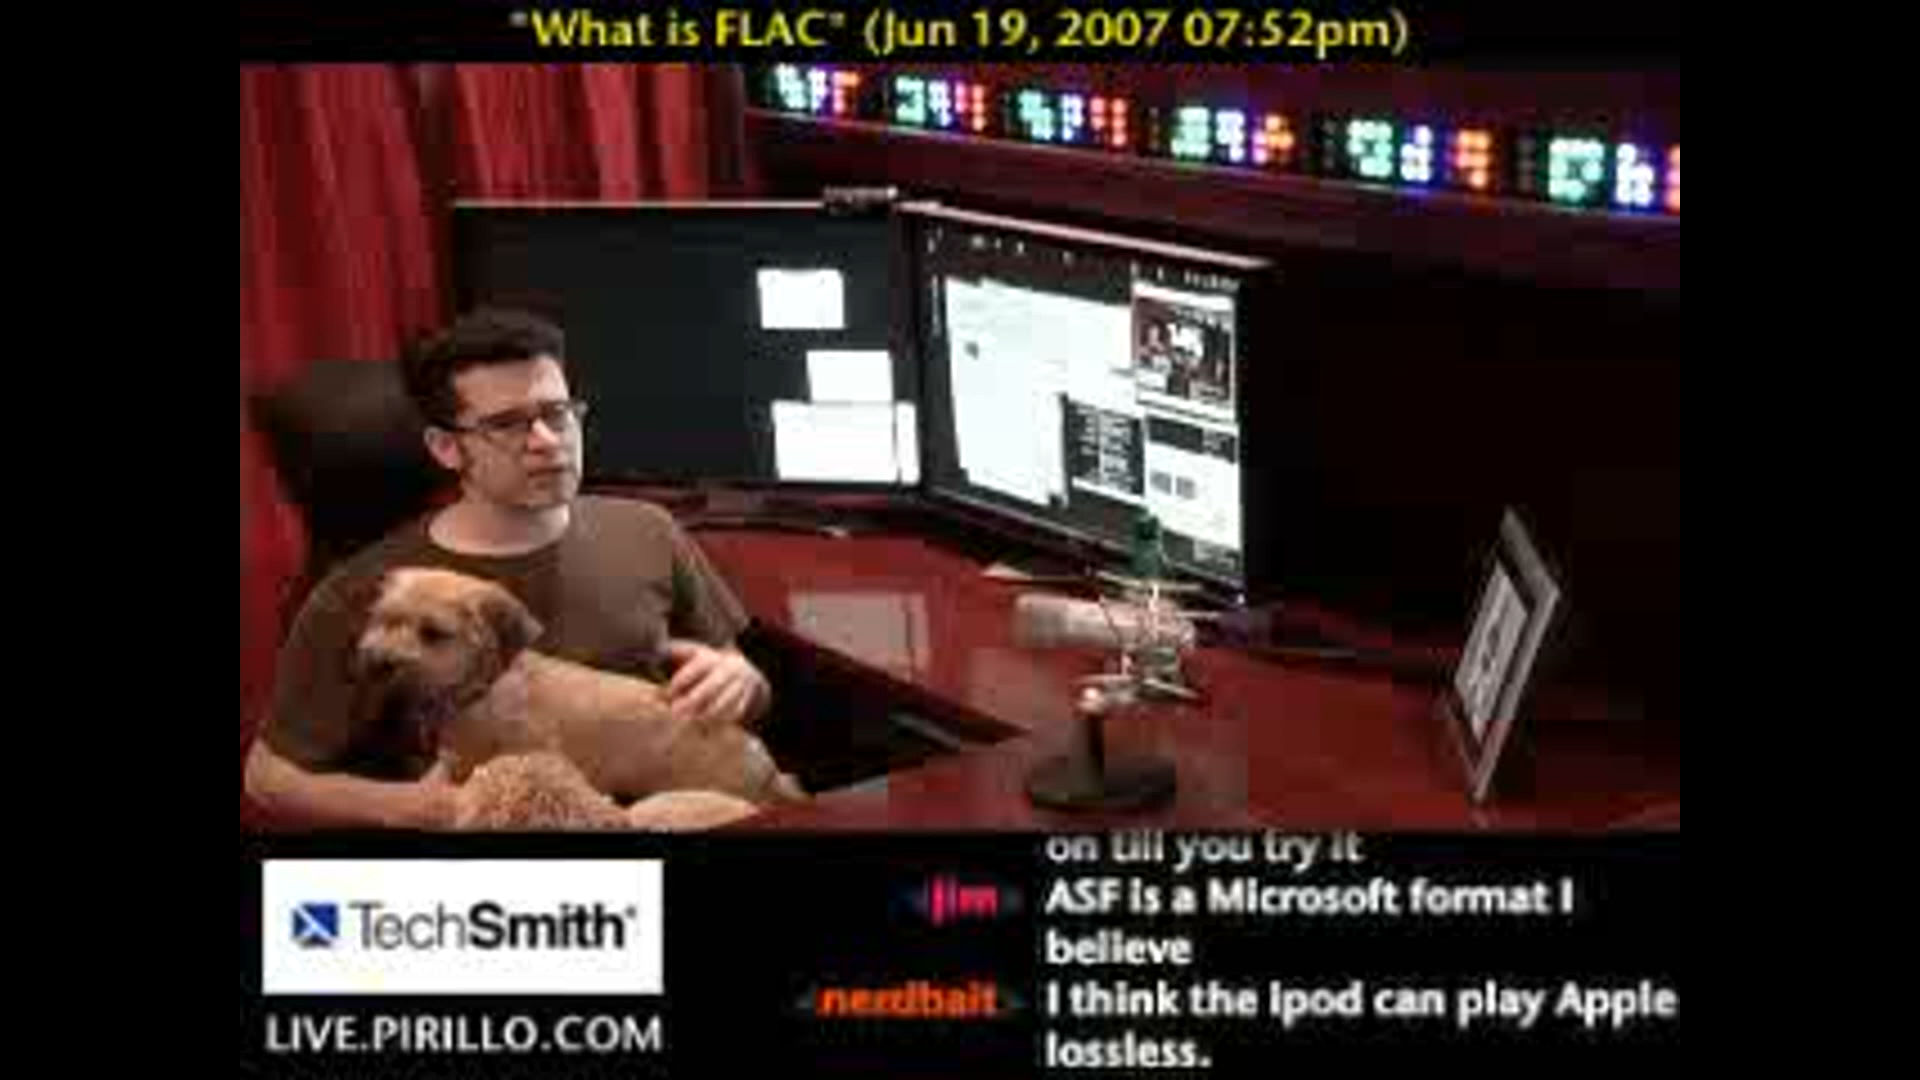 "What is FLAC" (Jun 19, 2007 07:52pm)
on till you try it
jim ASF is a Microsoft format I
believe
nerdbait I think the Ipod can play Apple
lossless.
TechSmith
LIVE.PIRILLO.COM